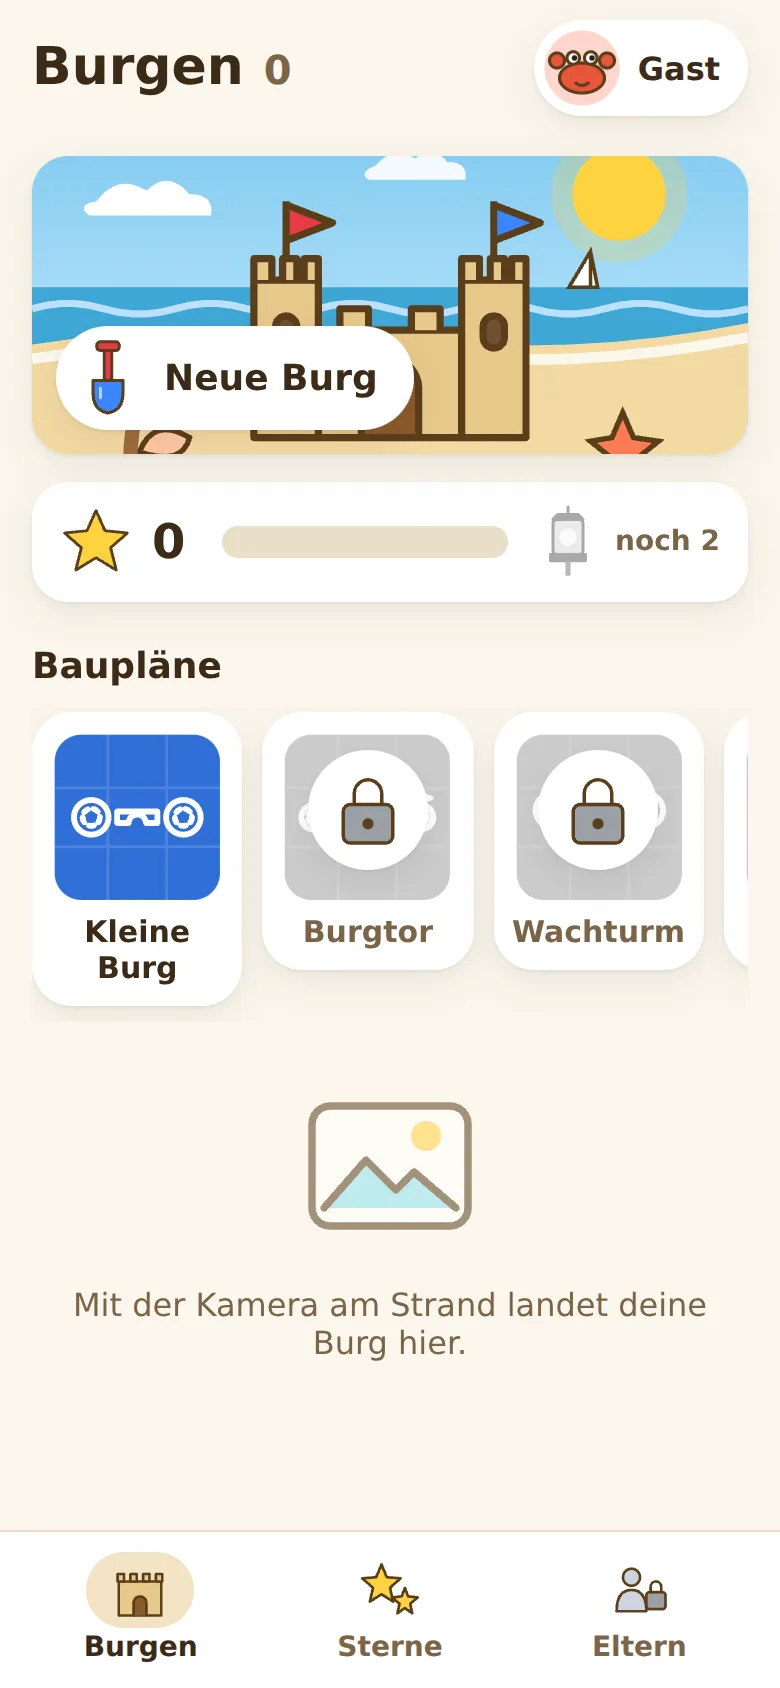 Burgen 0
Gast
Neue Burg
0
noch 2
Baupläne
Kleine
Burg
Burgtor
Wachturm
Mit der Kamera am Strand landet deine
Burg hier.
Burgen
Sterne
Eltern